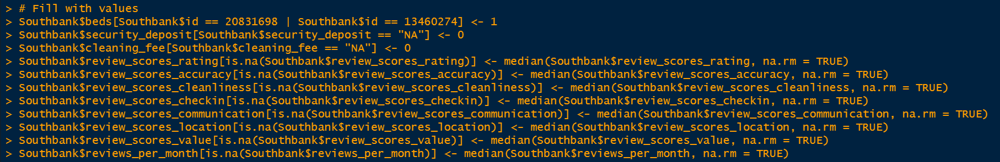 > # Fill with values
> Southbank$beds[Southbank$id == 20831698 | Southbank$id == 13460274] <- 1
> Southbank$security_deposit[Southbank$security_deposit == "NA"] <- 0
> Southbank$cleaning_fee[Southbank$cleaning_fee == "NA"] <- 0
> Southbank$review_scores_rating[is.na(Southbank$review_scores_rating)] <- median(Southbank$review_scores_rating, na.rm = TRUE)
> Southbank$review_scores_accuracy[is.na(Southbank$review_scores_accuracy)] <- median(Southbank$review_scores_accuracy, na.rm = TRUE)
> Southbank$review_scores_cleanliness[is.na(Southbank$review_scores_cleanliness)] <- median(Southbank$review_scores_cleanliness, na.rm = TRUE)
> Southbank$review_scores_checkin[is.na(Southbank$review_scores_checkin)] <- median(Southbank$review_scores_checkin, na.rm = TRUE)
> Southbank$review_scores_communication[is.na(Southbank$review_scores_communication)] <- median(Southbank$review_scores_communication, na.rm = TRUE)
> Southbank$review_scores_location[is.na(Southbank$review_scores_location)] <- median(Southbank$review_scores_location, na.rm = TRUE)
> Southbank$review_scores_value[is.na(Southbank$review_scores_value)] <- median(Southbank$review_scores_value, na.rm = TRUE)
> Southbank$reviews_per_month[is.na(Southbank$reviews_per_month)] <- median(Southbank$reviews_per_month, na.rm = TRUE)